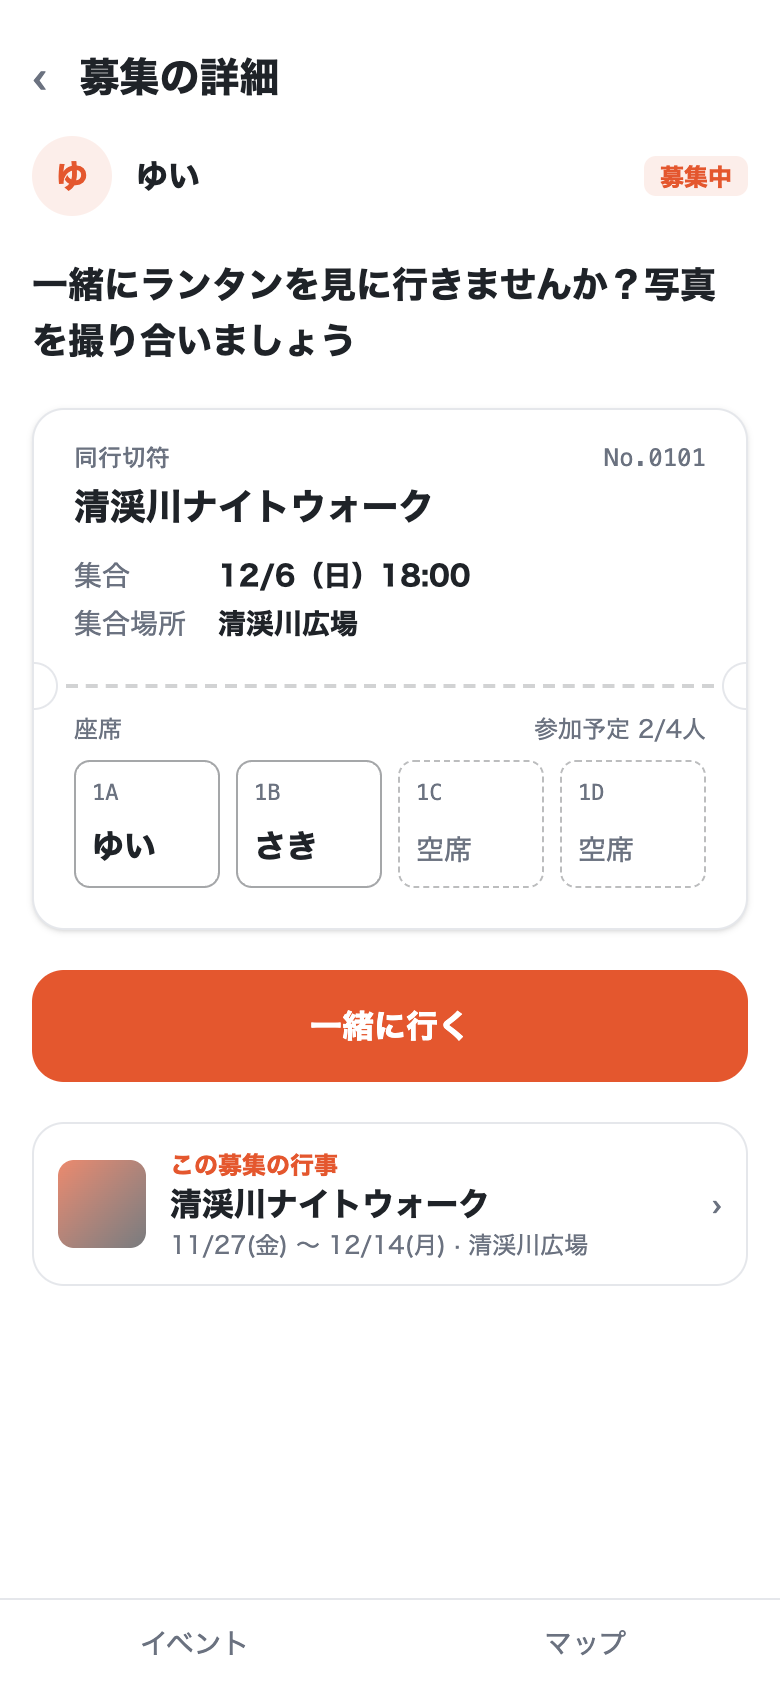 ‹ 募集の詳細
ゆ ゆい 募集中
一緒にランタンを見に行きませんか？写真
を撮り合いましょう
同行切符 No.0101
清渓川ナイトウォーク
集合 12/6（日）18:00
集合場所 清渓川広場
座席 参加予定 2/4人
1A 1B 1C 1D
ゆい さき 空席 空席
一緒に行く
この募集の行事
清渓川ナイトウォーク ›
11/27(金) 〜 12/14(月) · 清渓川広場
イベント マップ